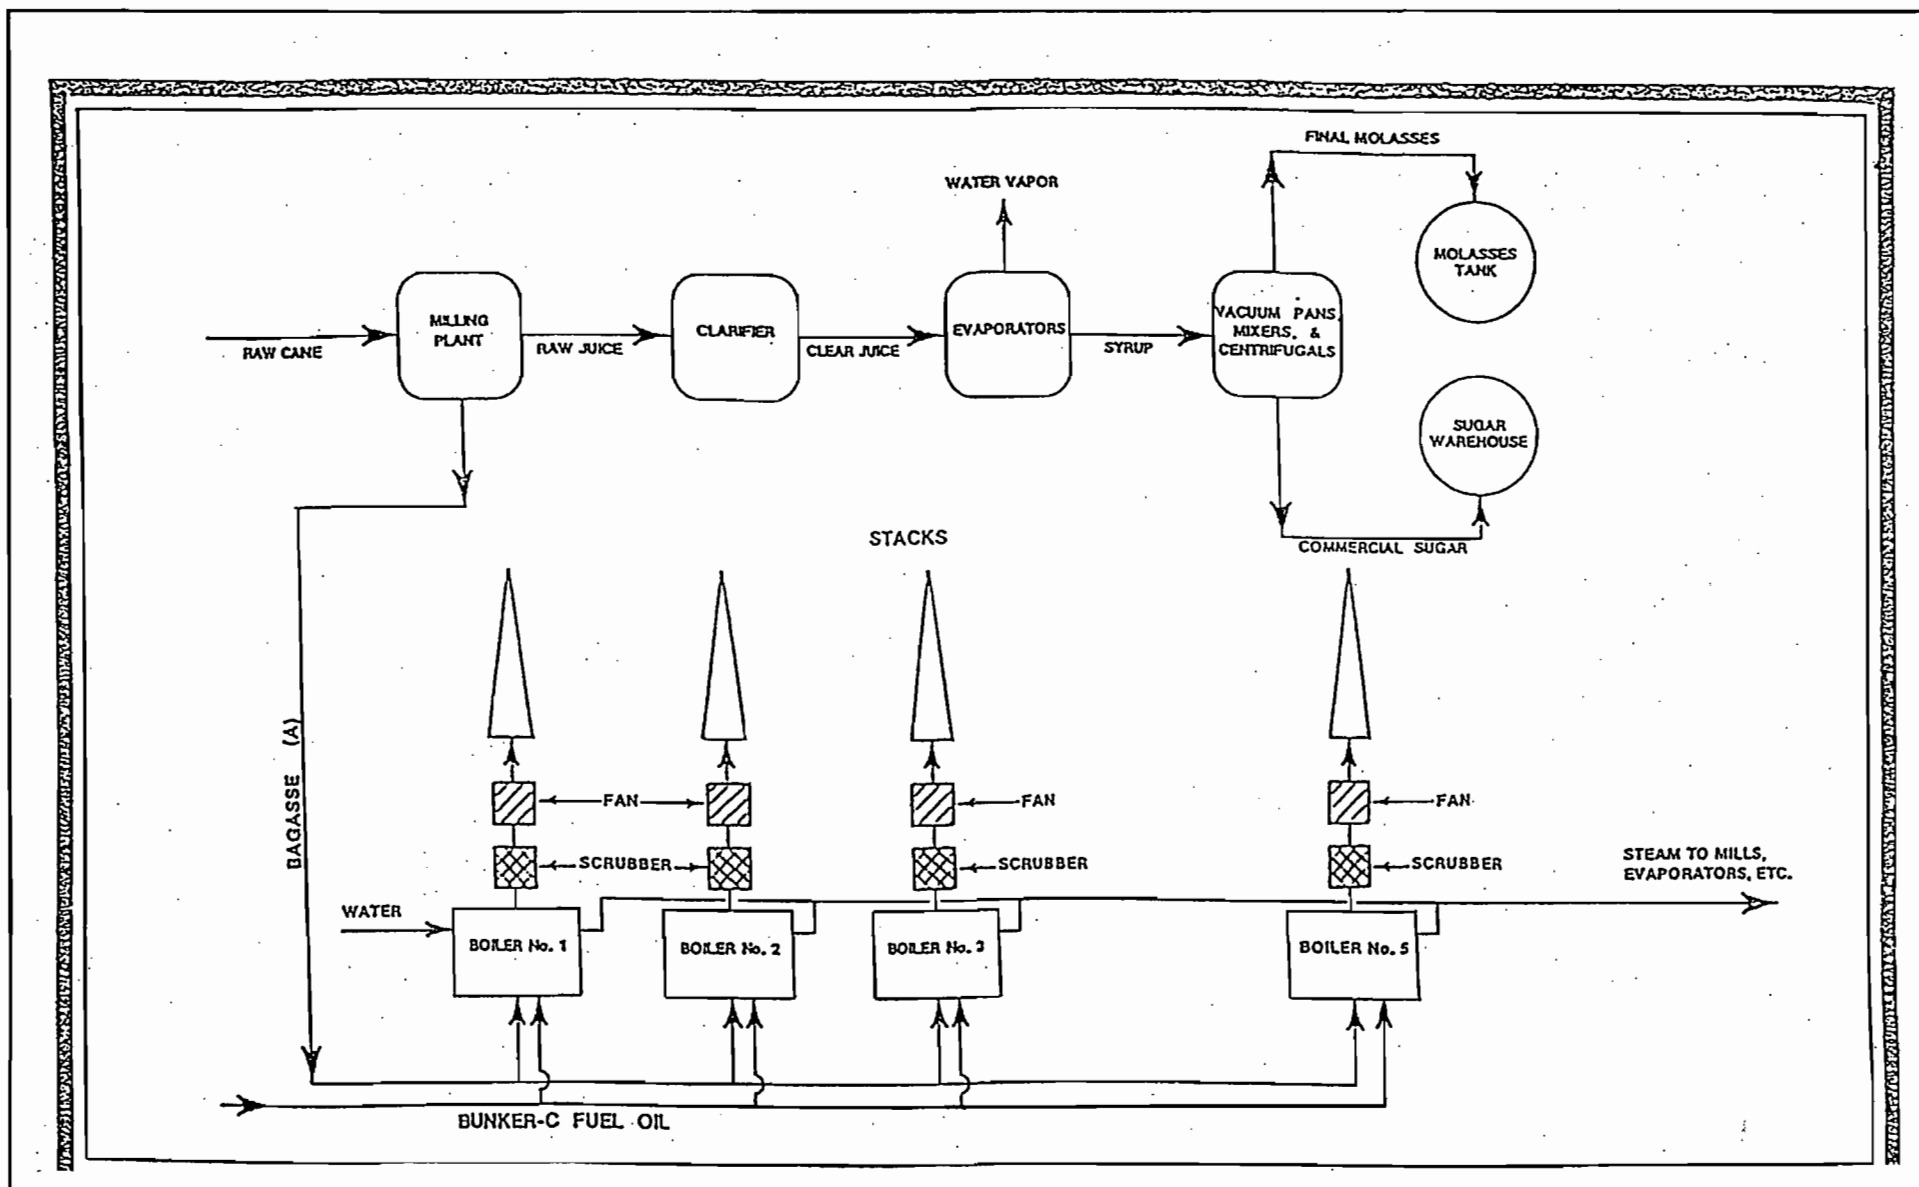 FINAL MOLASSES
WATER VAPOR
MOLASSES
TANK
MILLING
PLANT
CLARIFIER
EVAPORATORS
VACUUM PANS,
MIXERS, &
CENTRIFUGALS
RAW CANE
RAW JUICE
CLEAR JUICE
SYRUP
SUGAR
WAREHOUSE
COMMERCIAL SUGAR
STACKS
BAGASSE (A)
FAN
FAN
FAN
SCRUBBER
SCRUBBER
SCRUBBER
STEAM TO MILLS,
EVAPORATORS, ETC.
WATER
BOILER No. 1
BOILER No. 2
BOILER No. 3
BOILER No. 5
BUNKER-C FUEL OIL